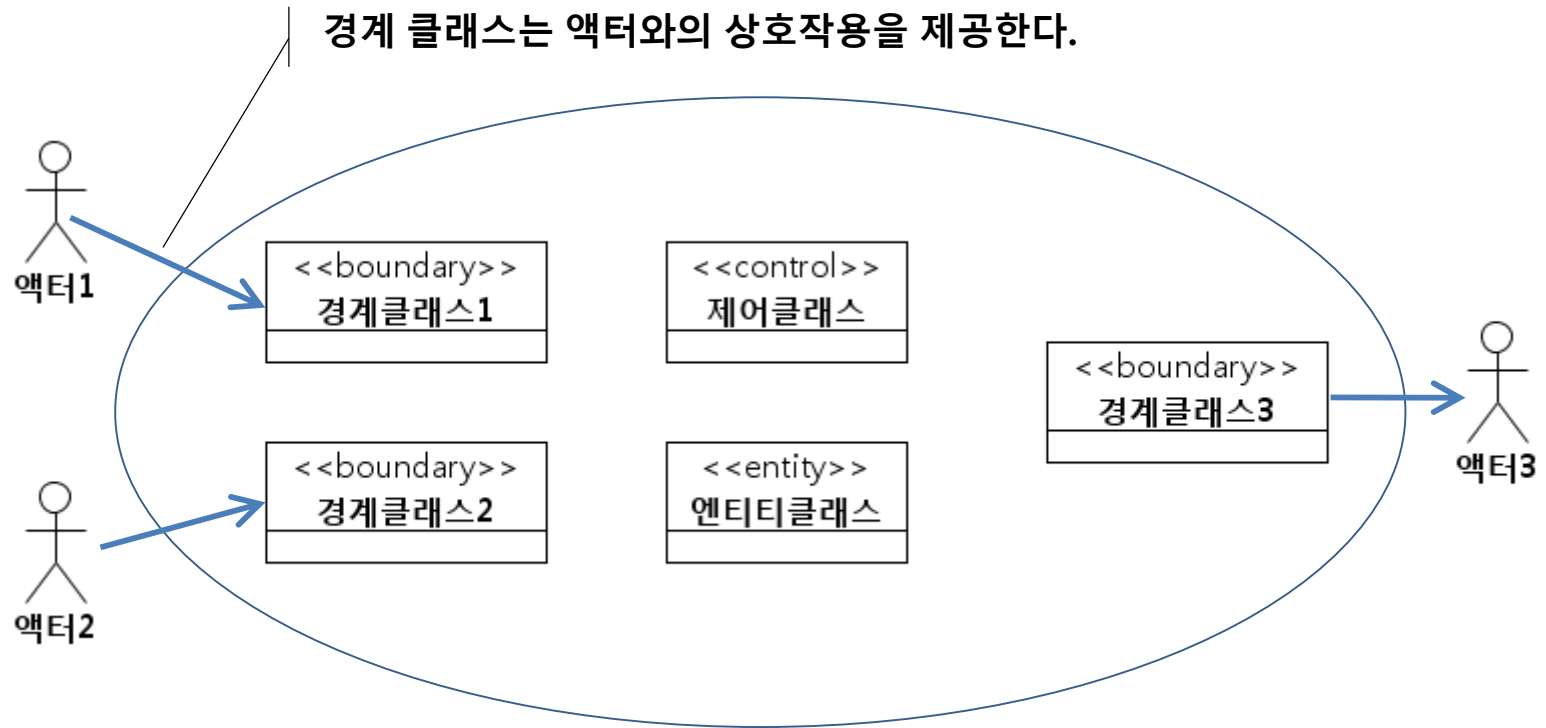 경계 클래스는 액터와의 상호작용을 제공한다.
액터1
<<boundary>>
경계클래스1
<<control>>
제어클래스
<<boundary>>
경계클래스3
액터3
<<boundary>>
경계클래스2
<<entity>>
엔티티클래스
액터2